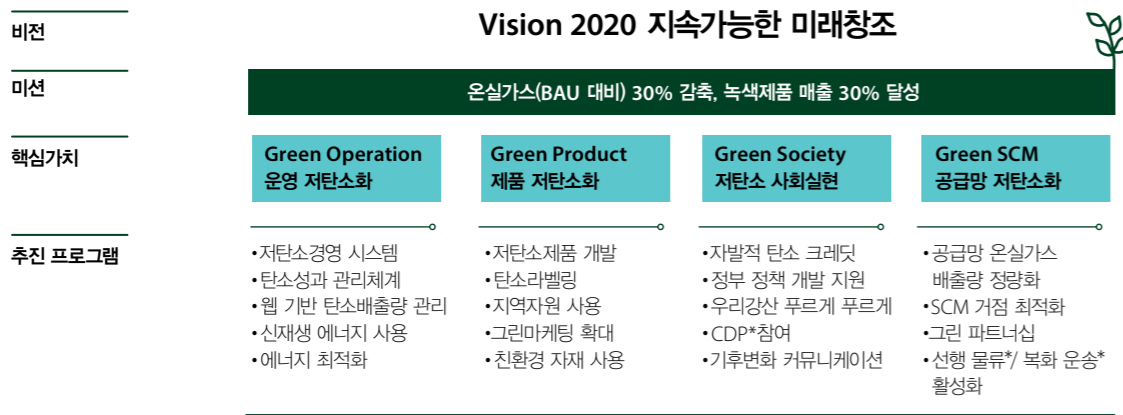 비전
Vision 2020 지속가능한 미래창조
미션
온실가스(BAU 대비) 30% 감축, 녹색제품 매출 30% 달성
핵심가치
Green Operation
운영 저탄소화
Green Product
제품 저탄소화
Green Society
저탄소 사회실현
Green SCM
공급망 저탄소화
추진 프로그램
•저탄소경영 시스템
•탄소성과 관리체계
•웹 기반 탄소배출량 관리
•신재생 에너지 사용
•에너지 최적화
•저탄소제품 개발
•탄소라벨링
•지역자원 사용
•그린마케팅 확대
•친환경 자재 사용
•자발적 탄소 크레딧
•정부 정책 개발 지원
•우리강산 푸르게 푸르게
•CDP*참여
•기후변화 커뮤니케이션
•공급망 온실가스
배출량 정량화
•SCM 거점 최적화
•그린 파트너십
•선행 물류*/ 복화 운송*
활성화